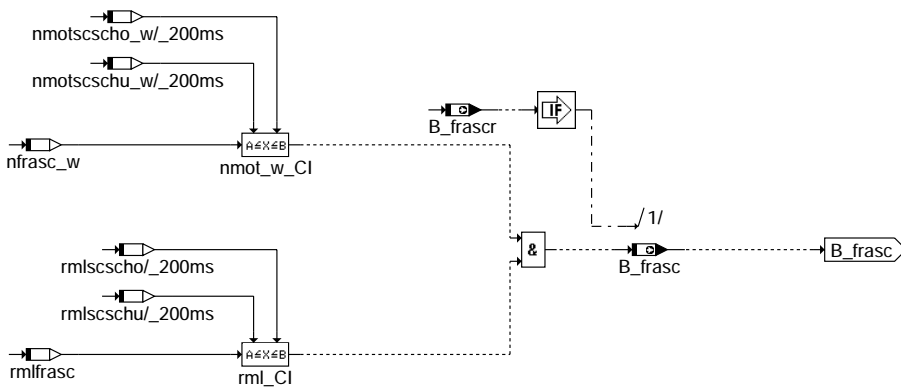 nmotscscho_w/_200ms
nmotscschu_w/_200ms
B_frascr
IF
nfrasc_w
A≤X≤B
nmot_w_CI
/1/
&
B_frasc
B_frasc
rmlscscho/_200ms
rmlscschu/_200ms
rmlfrasc
A≤X≤B
rml_CI